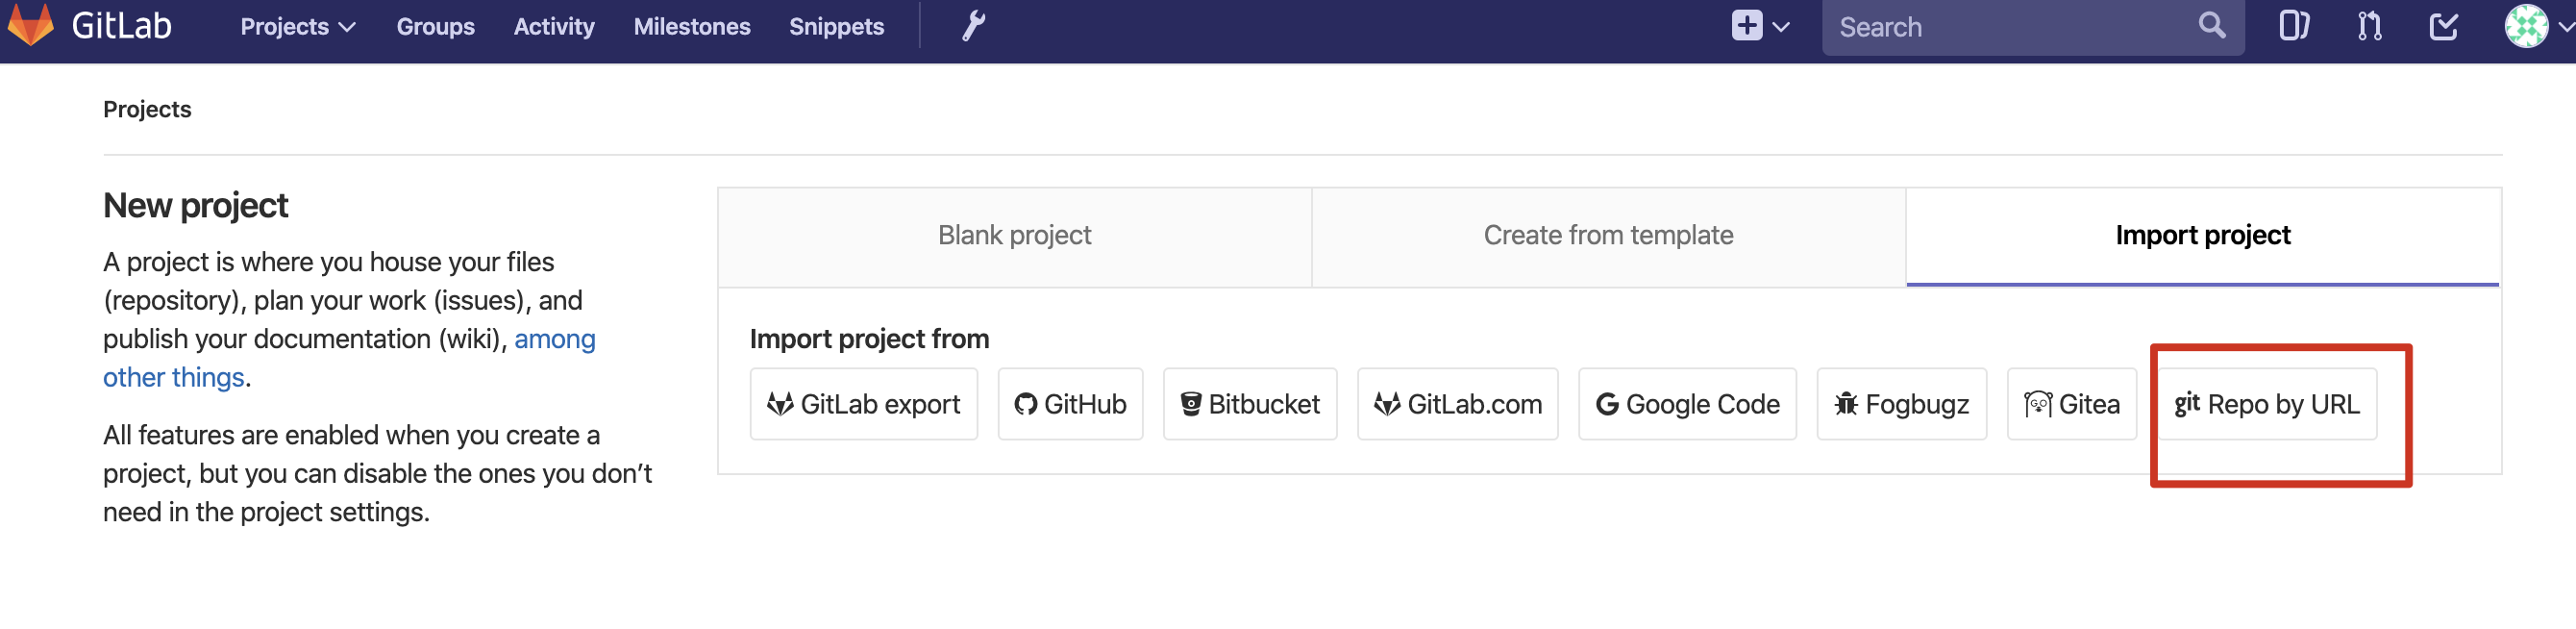 GitLab Projects Groups Activity Milestones Snippets Search
Projects
New project
A project is where you house your files
(repository), plan your work (issues), and
publish your documentation (wiki), among
other things.
All features are enabled when you create a
project, but you can disable the ones you don’t
need in the project settings.
Blank project Create from template Import project
Import project from
GitLab export GitHub Bitbucket GitLab.com Google Code Fogbugz GO Gitea git Repo by URL